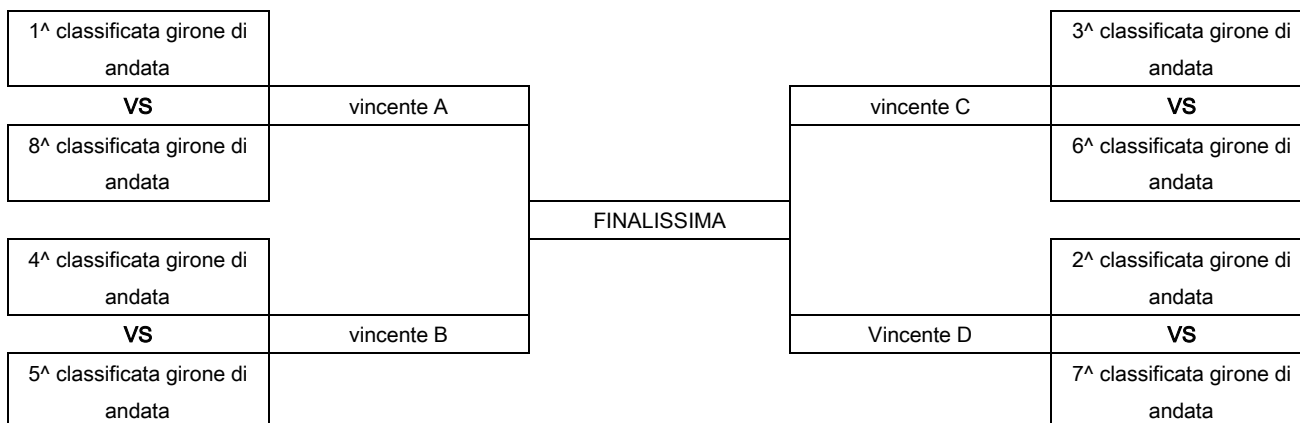 1^ classificata girone di
andata
VS
8^ classificata girone di
andata
vincente A
4^ classificata girone di
andata
VS
5^ classificata girone di
andata
vincente B
FINALISSIMA
vincente C
3^ classificata girone di
andata
VS
6^ classificata girone di
andata
Vincente D
2^ classificata girone di
andata
VS
7^ classificata girone di
andata